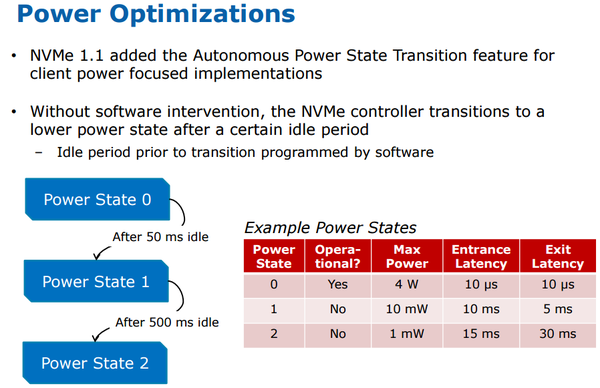 Power Optimizations
• NVMe 1.1 added the Autonomous Power State Transition feature for
client power focused implementations
• Without software intervention, the NVMe controller transitions to a
lower power state after a certain idle period
– Idle period prior to transition programmed by software
Power State 0
After 50 ms idle
Power State 1
After 500 ms idle
Power State 2
Example Power States
Power State | Opera-tional? | Max Power | Entrance Latency | Exit Latency
0 | Yes | 4 W | 10 µs | 10 µs
1 | No | 10 mW | 10 ms | 5 ms
2 | No | 1 mW | 15 ms | 30 ms